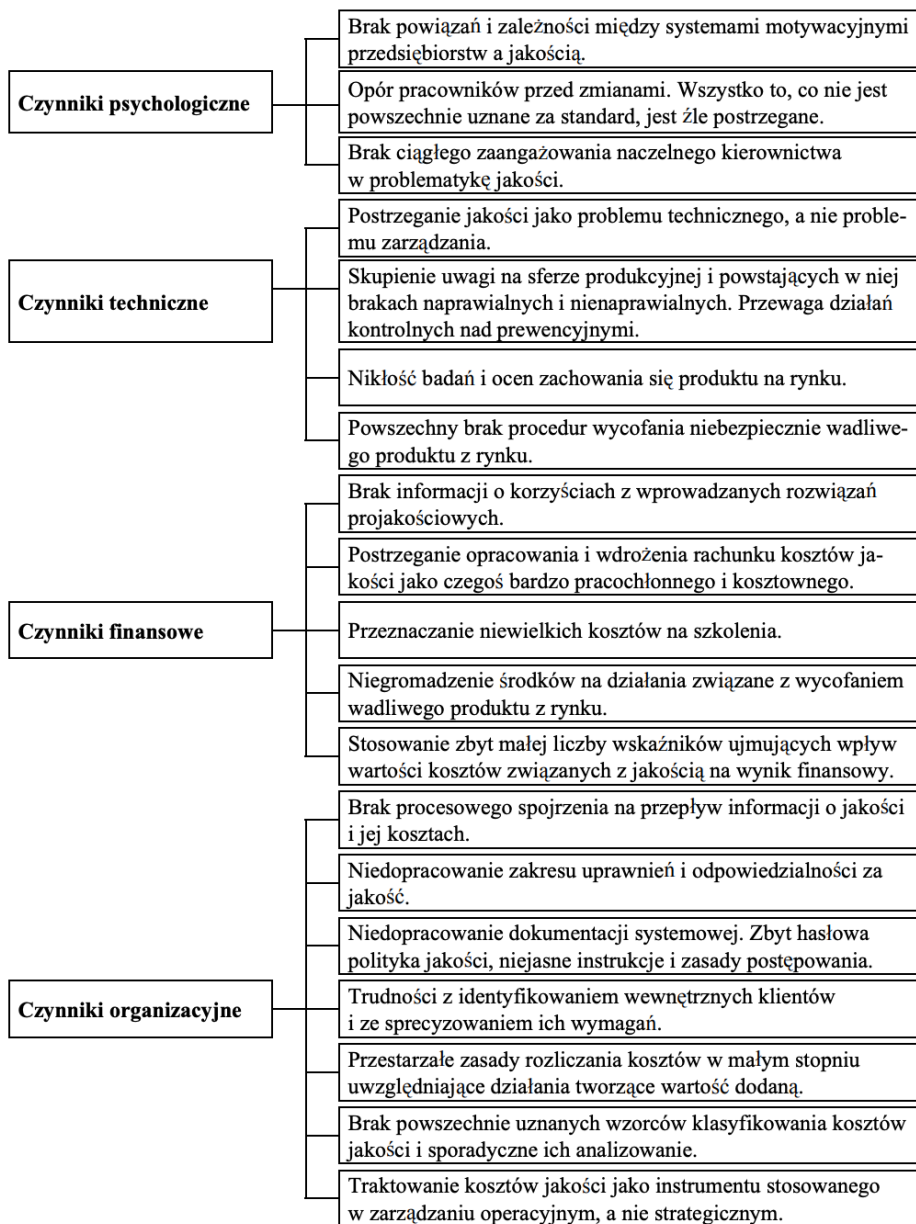 Brak powiązań i zależności między systemami motywacyjnymi
przedsiębiorstw a jakością.
Czynniki psychologiczne
Opór pracowników przed zmianami. Wszystko to, co nie jest
powszechnie uznane za standard, jest źle postrzegane.
Brak ciągłego zaangażowania naczelnego kierownictwa
w problematykę jakości.
Postrzeganie jakości jako problemu technicznego, a nie proble-
mu zarządzania.
Czynniki techniczne
Skupienie uwagi na sferze produkcyjnej i powstających w niej
brakach naprawialnych i nienaprawialnych. Przewaga działań
kontrolnych nad prewencyjnymi.
Nikłość badań i ocen zachowania się produktu na rynku.
Powszechny brak procedur wycofania niebezpiecznie wadliwe-
go produktu z rynku.
Brak informacji o korzyściach z wprowadzanych rozwiązań
projakościowych.
Postrzeganie opracowania i wdrożenia rachunku kosztów ja-
kości jako czegoś bardzo pracochłonnego i kosztownego.
Czynniki finansowe
Przeznaczanie niewielkich kosztów na szkolenia.
Niegromadzenie środków na działania związane z wycofaniem
wadliwego produktu z rynku.
Stosowanie zbyt małej liczby wskaźników ujmujących wpływ
wartości kosztów związanych z jakością na wynik finansowy.
Brak procesowego spojrzenia na przepływ informacji o jakości
i jej kosztach.
Niedopracowanie zakresu uprawnień i odpowiedzialności za
jakość.
Niedopracowanie dokumentacji systemowej. Zbyt hasłowa
polityka jakości, niejasne instrukcje i zasady postępowania.
Czynniki organizacyjne
Trudności z identyfikowaniem wewnętrznych klientów
i ze sprecyzowaniem ich wymagań.
Przestarzałe zasady rozliczania kosztów w małym stopniu
uwzględniające działania tworzące wartość dodaną.
Brak powszechnie uznanych wzorców klasyfikowania kosztów
jakości i sporadyczne ich analizowanie.
Traktowanie kosztów jakości jako instrumentu stosowanego
w zarządzaniu operacyjnym, a nie strategicznym.